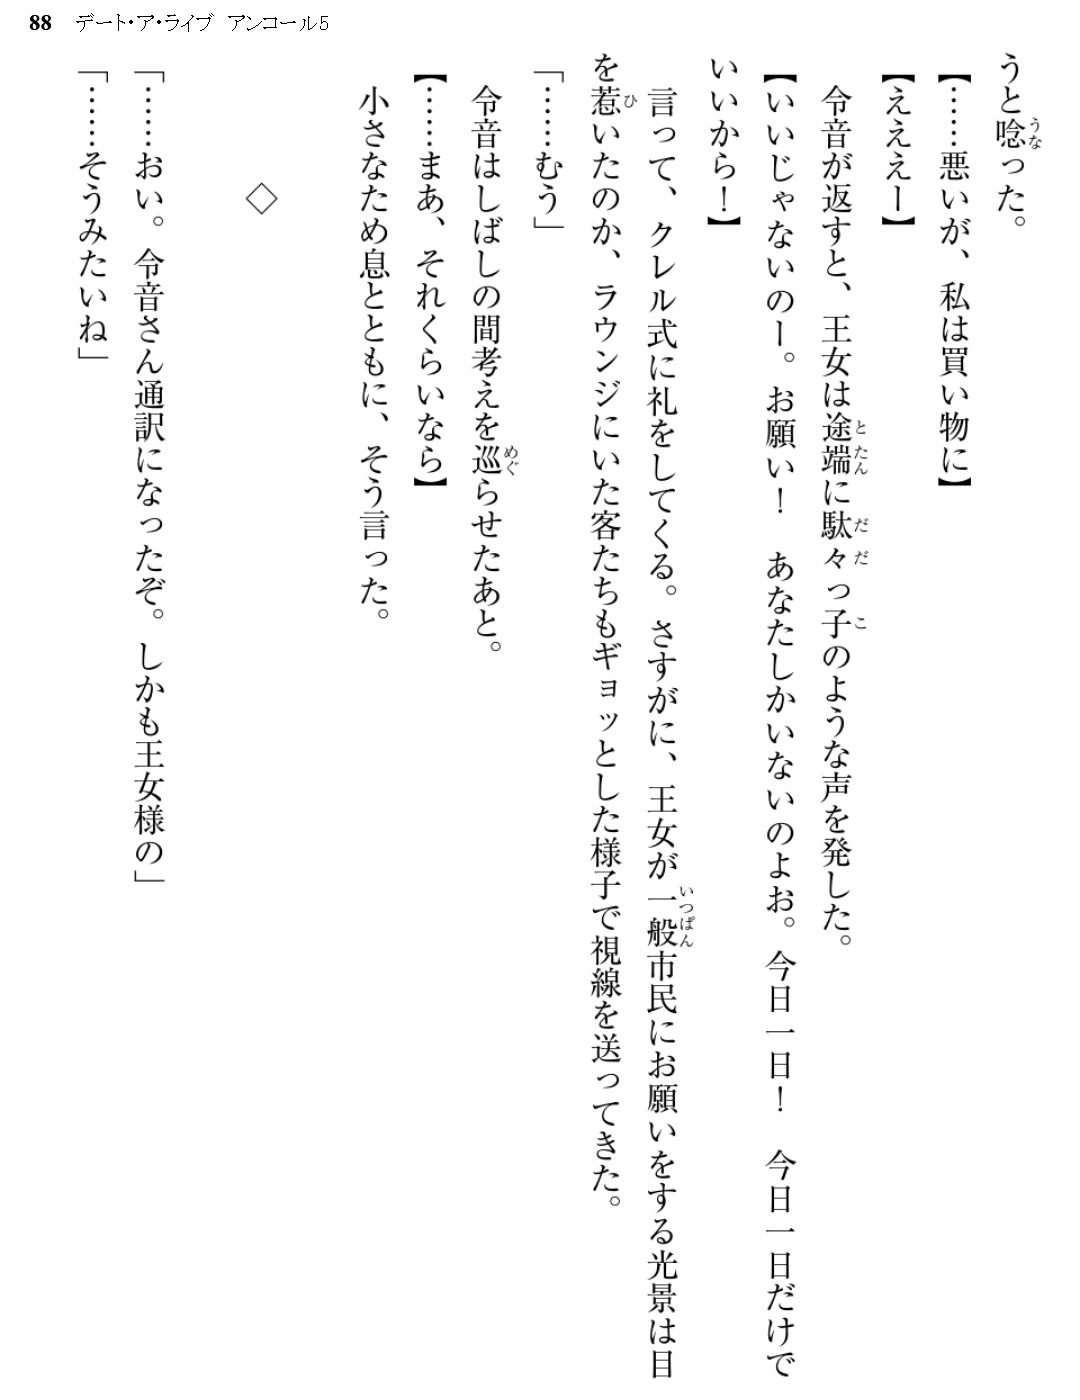 88 デート・ア・ライブ アンコール5
うと唸った。
【……悪いが、私は買い物に】
【えええー】
令音が返すと、王女は途端に駄々っ子のような声を発した。
【いいじゃないのー。お願い！　あなたしかいないのよお。今日一日！　今日一日だけで
いいから！】
言って、クレル式に礼をしてくる。さすがに、王女が一般市民にお願いをする光景は目
を惹いたのか、ラウンジにいた客たちもギョッとした様子で視線を送ってきた。
「……むう」
令音はしばしの間考えを巡らせたあと。
【……まあ、それくらいなら】
小さなため息とともに、そう言った。
◇
「……おい。令音さん通訳になったぞ。しかも王女様の」
「……そうみたいね」